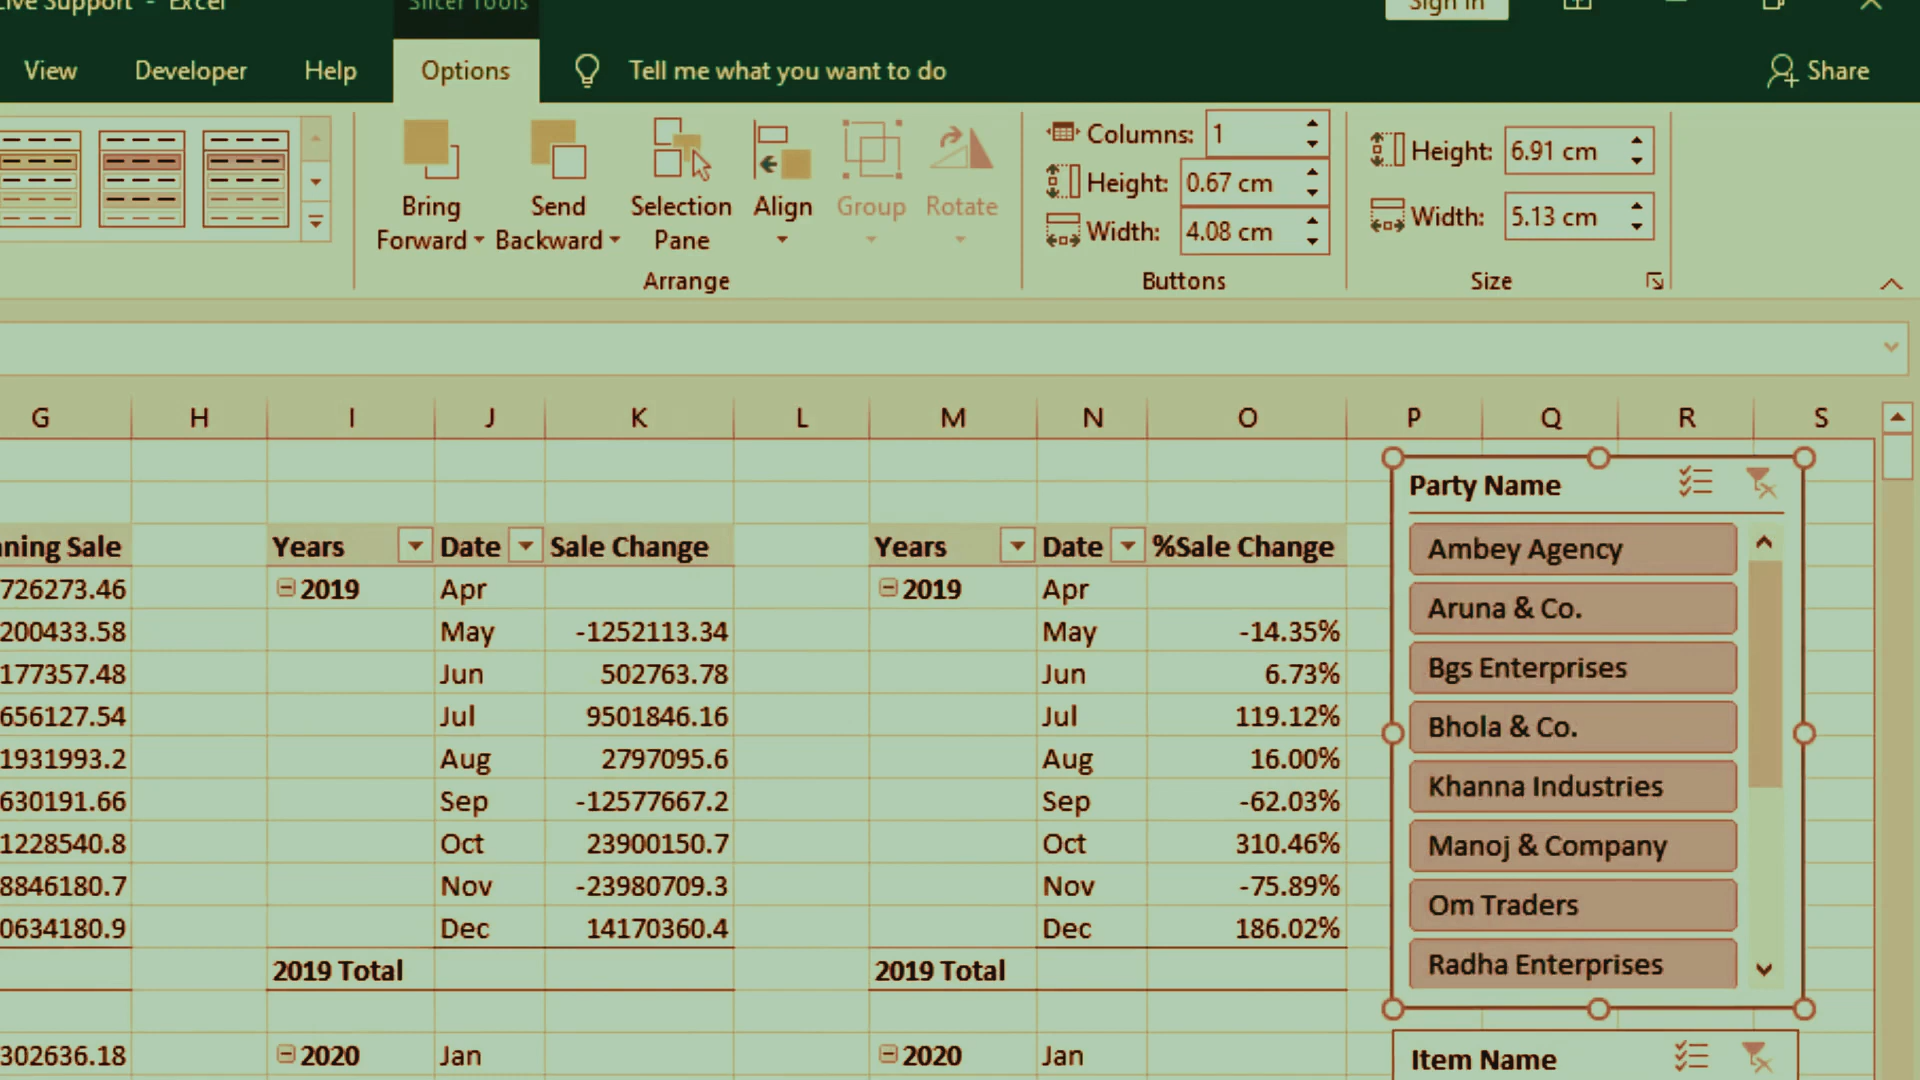 Live Support - Excel
Slicer Tools
Sign in
View Developer Help Options Tell me what you want to do Share
Bring Forward
Send Backward
Selection Pane
Align
Group
Rotate
Arrange
Columns: 1
Height: 0.67 cm
Width: 4.08 cm
Buttons
Height: 6.91 cm
Width: 5.13 cm
Size
G H I J K L M N O P Q R S
Sale Years Date Sale Change Years Date %Sale Change
726273.46 2019 Apr 2019 Apr
200433.58 May -1252113.34 May -14.35%
177357.48 Jun 502763.78 Jun 6.73%
656127.54 Jul 9501846.16 Jul 119.12%
1931993.2 Aug 2797095.6 Aug 16.00%
630191.66 Sep -12577667.2 Sep -62.03%
1228540.8 Oct 23900150.7 Oct 310.46%
8846180.7 Nov -23980709.3 Nov -75.89%
0634180.9 Dec 14170360.4 Dec 186.02%
2019 Total 2019 Total
302636.18 2020 Jan 2020 Jan
Party Name
Ambey Agency
Aruna & Co.
Bgs Enterprises
Bhola & Co.
Khanna Industries
Manoj & Company
Om Traders
Radha Enterprises
Item Name